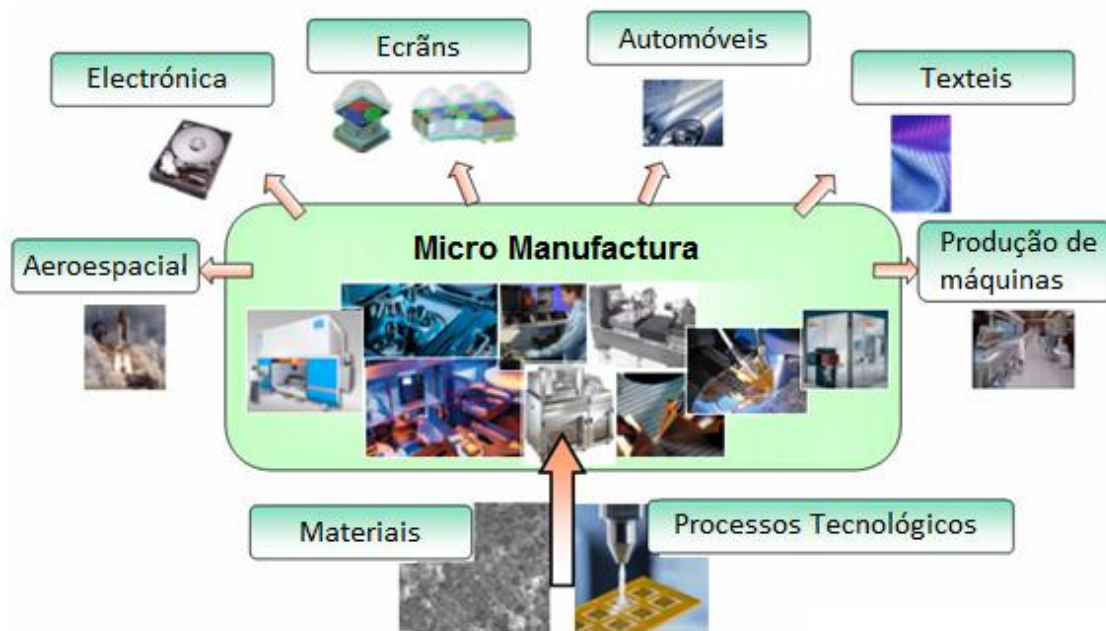 Ecrãns
Automóveis
Electrónica
Texteis
Micro Manufactura
Aeroespacial
Produção de
máquinas
Materiais
Processos Tecnológicos